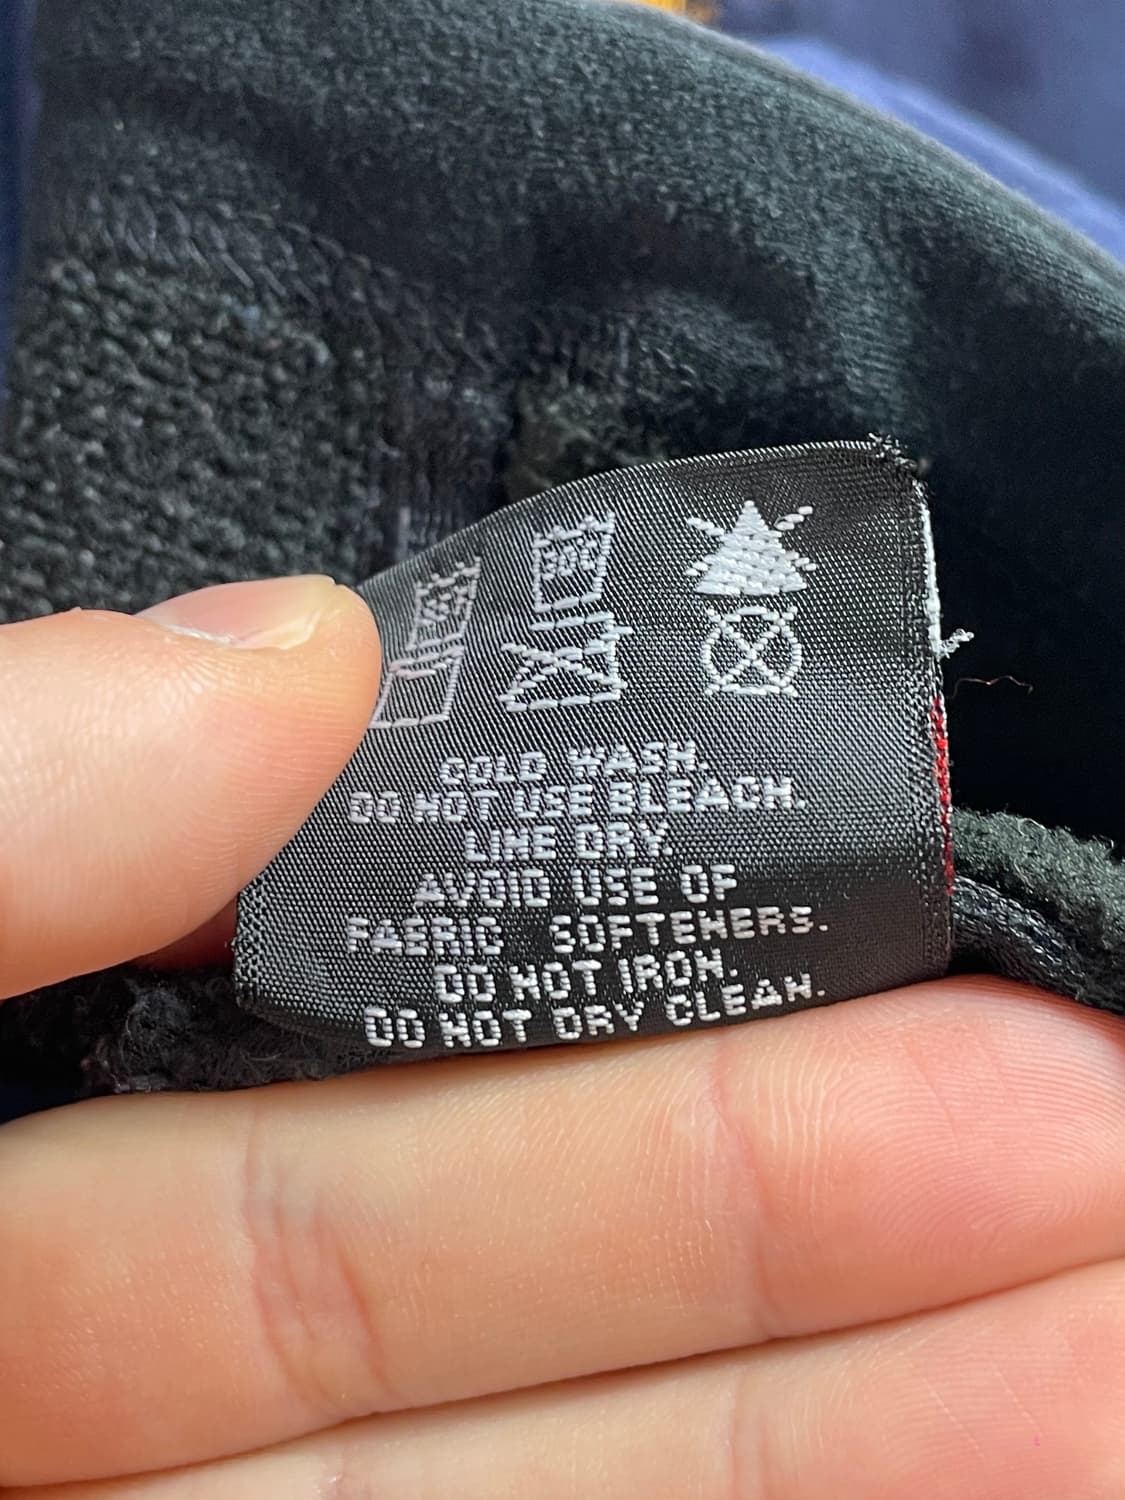 30C
COLD WASH.
DO NOT USE BLEACH.
LINE DRY.
AVOID USE OF
FABRIC SOFTENERS.
DO NOT IRON.
DO NOT DRY CLEAN.